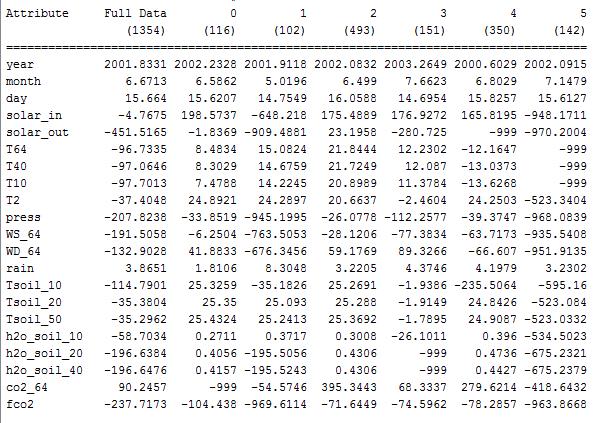 Attribute Full Data 0 1 2 3 4 5
(1354) (116) (102) (493) (151) (350) (142)
==========================================================================================
year 2001.8331 2002.2328 2001.9118 2002.0832 2003.2649 2000.6029 2002.0915
month 6.6713 6.5862 5.0196 6.499 7.6623 6.8029 7.1479
day 15.664 15.6207 14.7549 16.0588 14.6954 15.8257 15.6127
solar_in -4.7675 198.5737 -648.218 175.4889 176.9272 165.8195 -948.1711
solar_out -451.5165 -1.8369 -909.4881 23.1958 -280.725 -999 -970.2004
T64 -96.7335 8.4834 15.0824 21.8444 12.2302 -12.1647 -999
T40 -97.0646 8.3029 14.6759 21.7249 12.087 -13.0373 -999
T10 -97.7013 7.4788 14.2245 20.8989 11.3784 -13.6268 -999
T2 -37.4048 24.8921 24.2897 20.6637 -2.4604 24.2503 -523.3404
press -207.8238 -33.8519 -945.1995 -26.0778 -112.2577 -39.3747 -968.0839
WS_64 -191.5058 -6.2504 -763.5053 -28.1206 -77.3834 -63.7173 -935.5408
WD_64 -132.9028 41.8833 -676.3456 59.1769 89.3266 -66.607 -951.9135
rain 3.8651 1.8106 8.3048 3.2205 4.3746 4.1979 3.2302
Tsoil_10 -114.7901 25.3259 -35.1826 25.2691 -1.9386 -235.5064 -595.16
Tsoil_20 -35.3804 25.35 25.093 25.288 -1.9149 24.8426 -523.084
Tsoil_50 -35.2962 25.4324 25.2413 25.3692 -1.7895 24.9087 -523.0332
h2o_soil_10 -58.7034 0.2711 0.3717 0.3008 -26.1011 0.396 -534.5023
h2o_soil_20 -196.6384 0.4056 -195.5056 0.4306 -999 0.4736 -675.2321
h2o_soil_40 -196.6476 0.4157 -195.5243 0.4306 -999 0.4427 -675.2379
co2_64 90.2457 -999 -54.5746 395.3443 68.3337 279.6214 -418.6432
fco2 -237.7173 -104.438 -969.6114 -71.6449 -74.5962 -78.2857 -963.8668